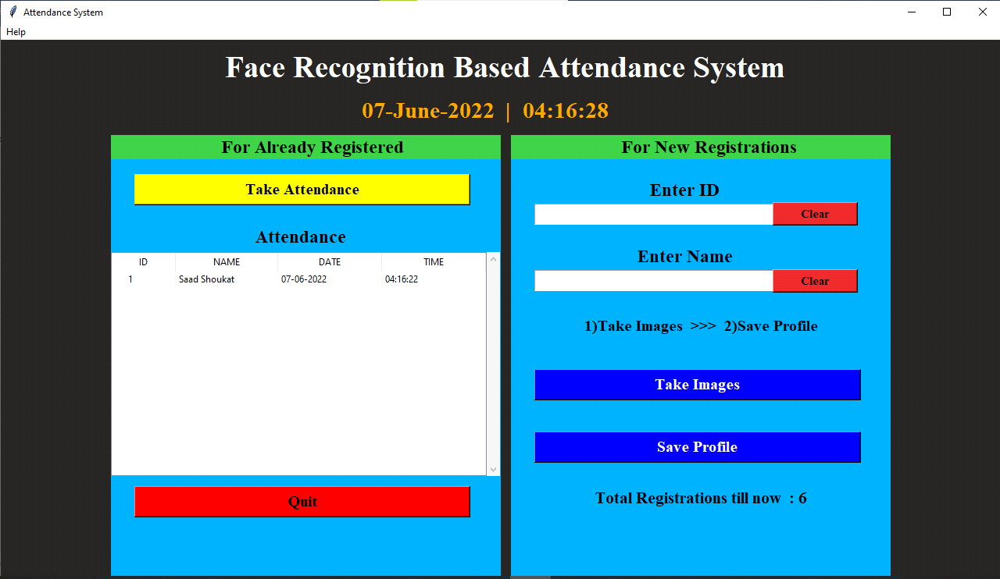 Attendance System
Help
Face Recognition Based Attendance System
07-June-2022 | 04:16:28
For Already Registered
Take Attendance
Attendance
ID NAME DATE TIME
1 Saad Shoukat 07-06-2022 04:16:22
Quit
For New Registrations
Enter ID
Clear
Enter Name
Clear
1)Take Images >>> 2)Save Profile
Take Images
Save Profile
Total Registrations till now : 6